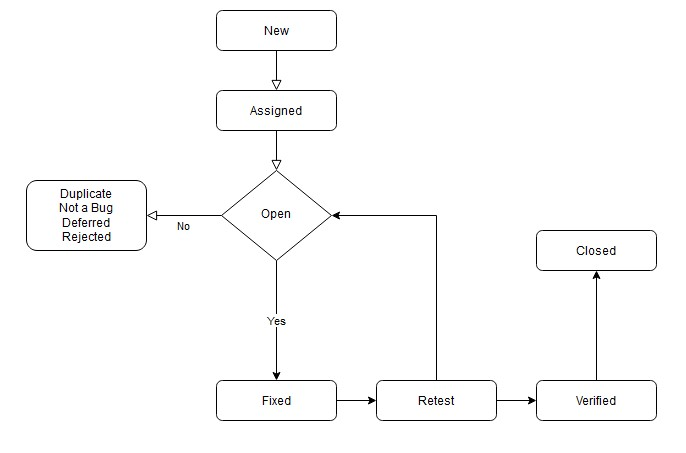 New
Assigned
Open
Duplicate
Not a Bug
Deferred
Rejected
No
Closed
Yes
Fixed
Retest
Verified